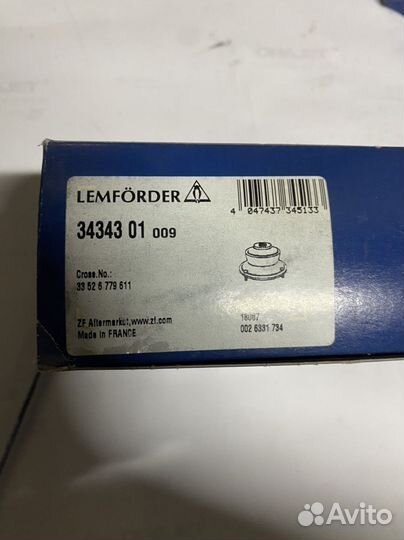 LEMFÖRDER
4 047437 345133
34343 01 009
Cross.No.:
33 52 6 779 611
ZF Aftermarket,www.zf.com
Made in FRANCE
18087
002 6331 734
Avito